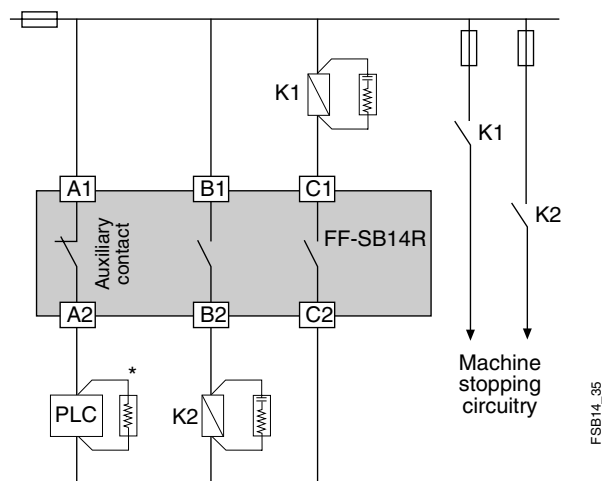 K1
K1
A1
B1
C1
K2
Auxiliary
contact
FF-SB14R
A2
B2
C2
Machine
stopping
circuitry
*
PLC
K2
FSB14_35